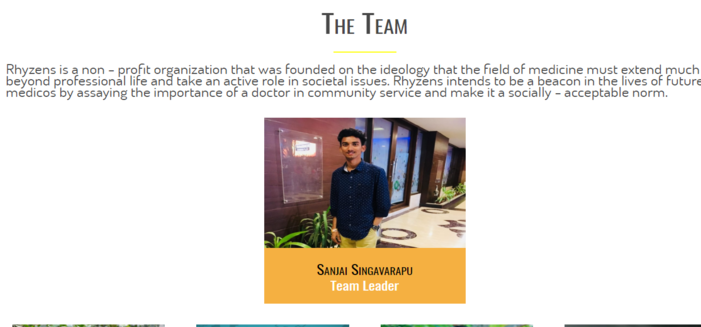 The Team
Rhyzens is a non – profit organization that was founded on the ideology that the field of medicine must extend much
beyond professional life and take an active role in societal issues. Rhyzens intends to be a beacon in the lives of future
medicos by assaying the importance of a doctor in community service and make it a socially – acceptable norm.
Sanjai Singavarapu
Team Leader